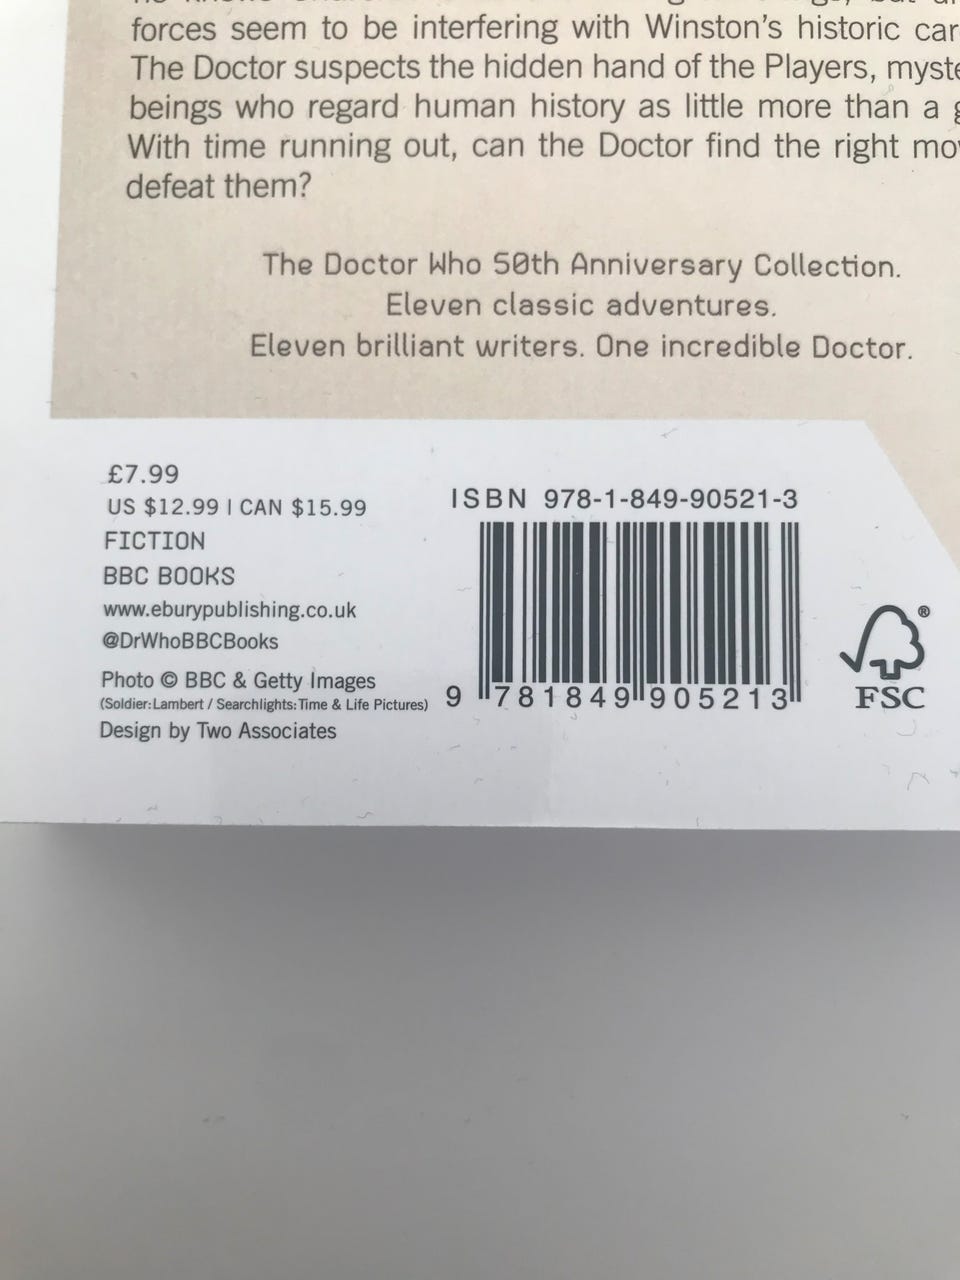 forces seem to be interfering with Winston's historic
The Doctor suspects the hidden hand of the Players,
beings who regard human history as little more than a
With time running out, can the Doctor find the right
defeat them?
The Doctor Who 50th Anniversary Collection.
Eleven classic adventures.
Eleven brilliant writers. One incredible Doctor.
£7.99
US $12.99 | CAN $15.99
FICTION
BBC BOOKS
www.eburypublishing.co.uk
@DrWhoBBCBooks
Photo © BBC & Getty Images
(Soldier: Lambert / Searchlights: Time & Life Pictures)
Design by Two Associates
ISBN 978-1-849-90521-3
9 781849 905213
®
FSC